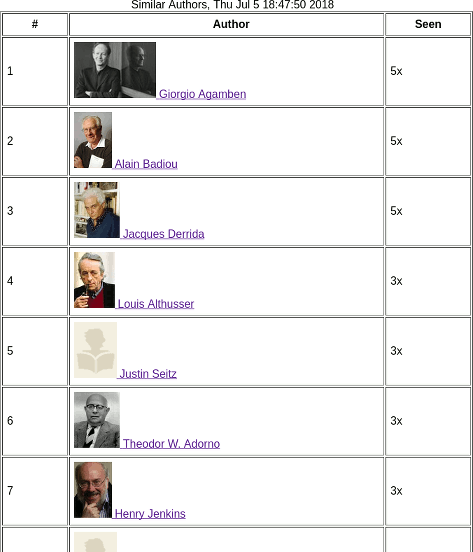 Similar Authors, Thu Jul 5 18:47:50 2018
# Author Seen
1 Giorgio Agamben 5x
2 Alain Badiou 5x
3 Jacques Derrida 5x
4 Louis Althusser 3x
5 Justin Seitz 3x
6 Theodor W. Adorno 3x
7 Henry Jenkins 3x